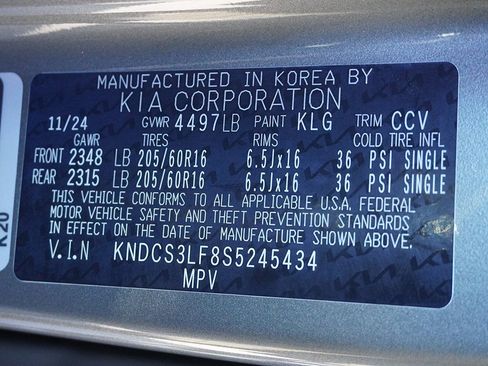 MANUFACTURED IN KOREA BY
KIA CORPORATION
11/24 GVWR 4497LB PAINT KLG TRIM CCV
GAWR TIRES RIMS COLD TIRE INFL
FRONT 2348 LB 205/60R16 6.5Jx16 36 PSI SINGLE
REAR 2315 LB 205/60R16 6.5Jx16 36 PSI SINGLE
THIS VEHICLE CONFORMS TO ALL APPLICABLE U.S.A. FEDERAL
MOTOR VEHICLE SAFETY AND THEFT PREVENTION STANDARDS
IN EFFECT ON THE DATE OF MANUFACTURE SHOWN ABOVE.
V.I.N KNDCS3LF8S5245434
MPV
K20